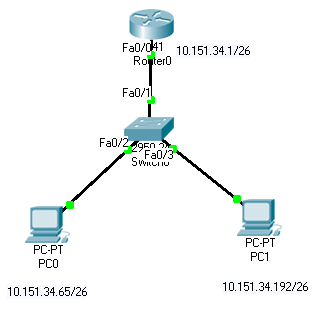 Fa0/0
41
10.151.34.1/26
Router0
Fa0/1
Fa0/2
Fa0/3
PC-PT
PC0
PC-PT
PC1
10.151.34.65/26
10.151.34.192/26